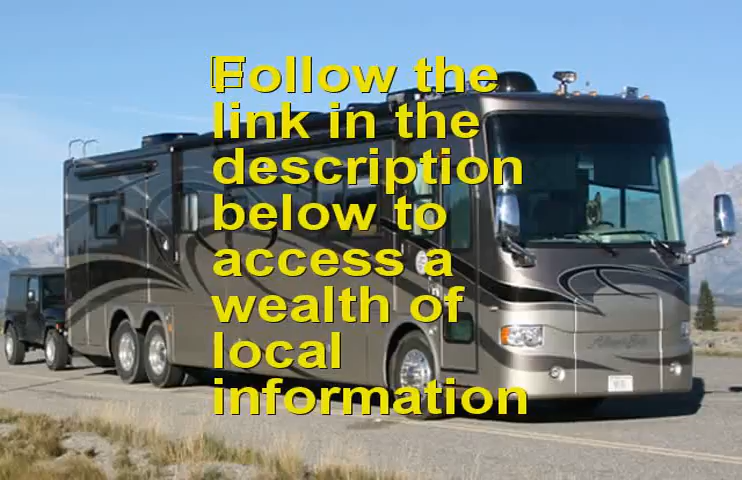 Follow the
link in the
description
below to
access a
wealth of
local
information